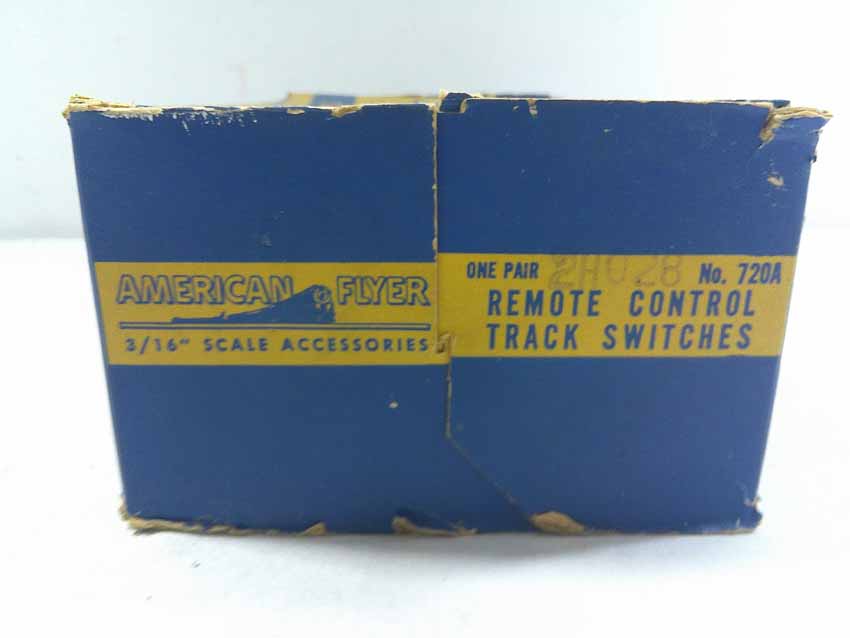 AMERICAN FLYER
3/16" SCALE ACCESSORIES
ONE PAIR 2H028 No. 720A
REMOTE CONTROL
TRACK SWITCHES